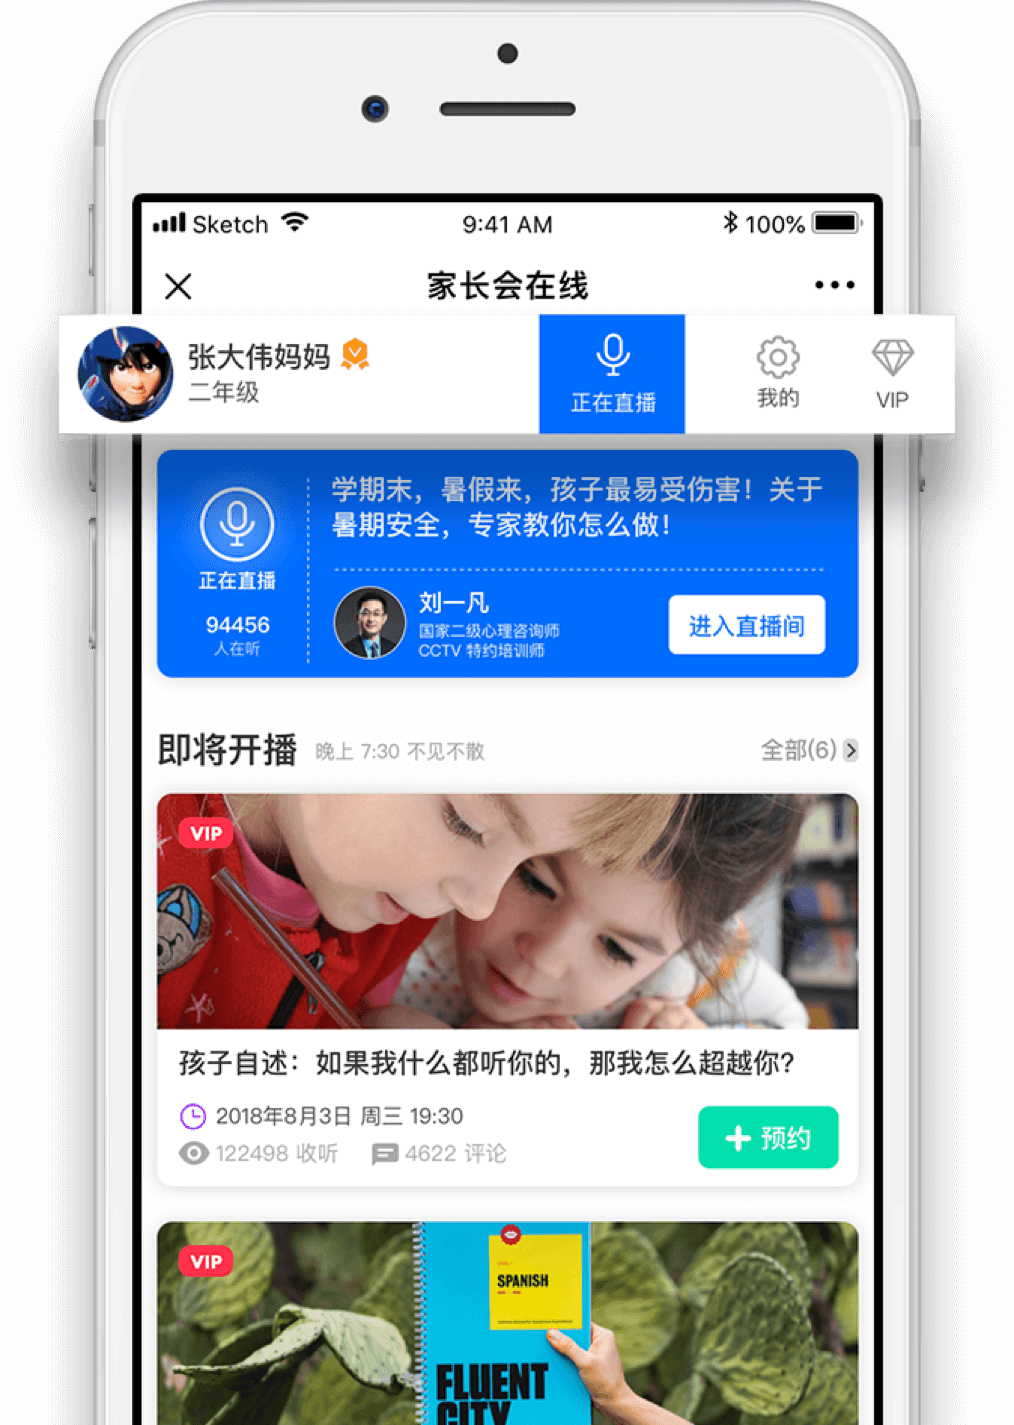 Sketch 9:41 AM 100%
家长会在线
张大伟妈妈
二年级
正在直播
我的
VIP
学期末，暑假来，孩子最易受伤害！关于
暑期安全，专家教你怎么做！
正在直播
94456
人在听
刘一凡
国家二级心理咨询师
CCTV 特约培训师
进入直播间
即将开播 晚上 7:30 不见不散 全部(6)
VIP
孩子自述：如果我什么都听你的，那我怎么超越你？
2018年8月3日 周三 19:30
122498 收听 4622 评论
预约
VIP
SPANISH
FLUENT
CITY